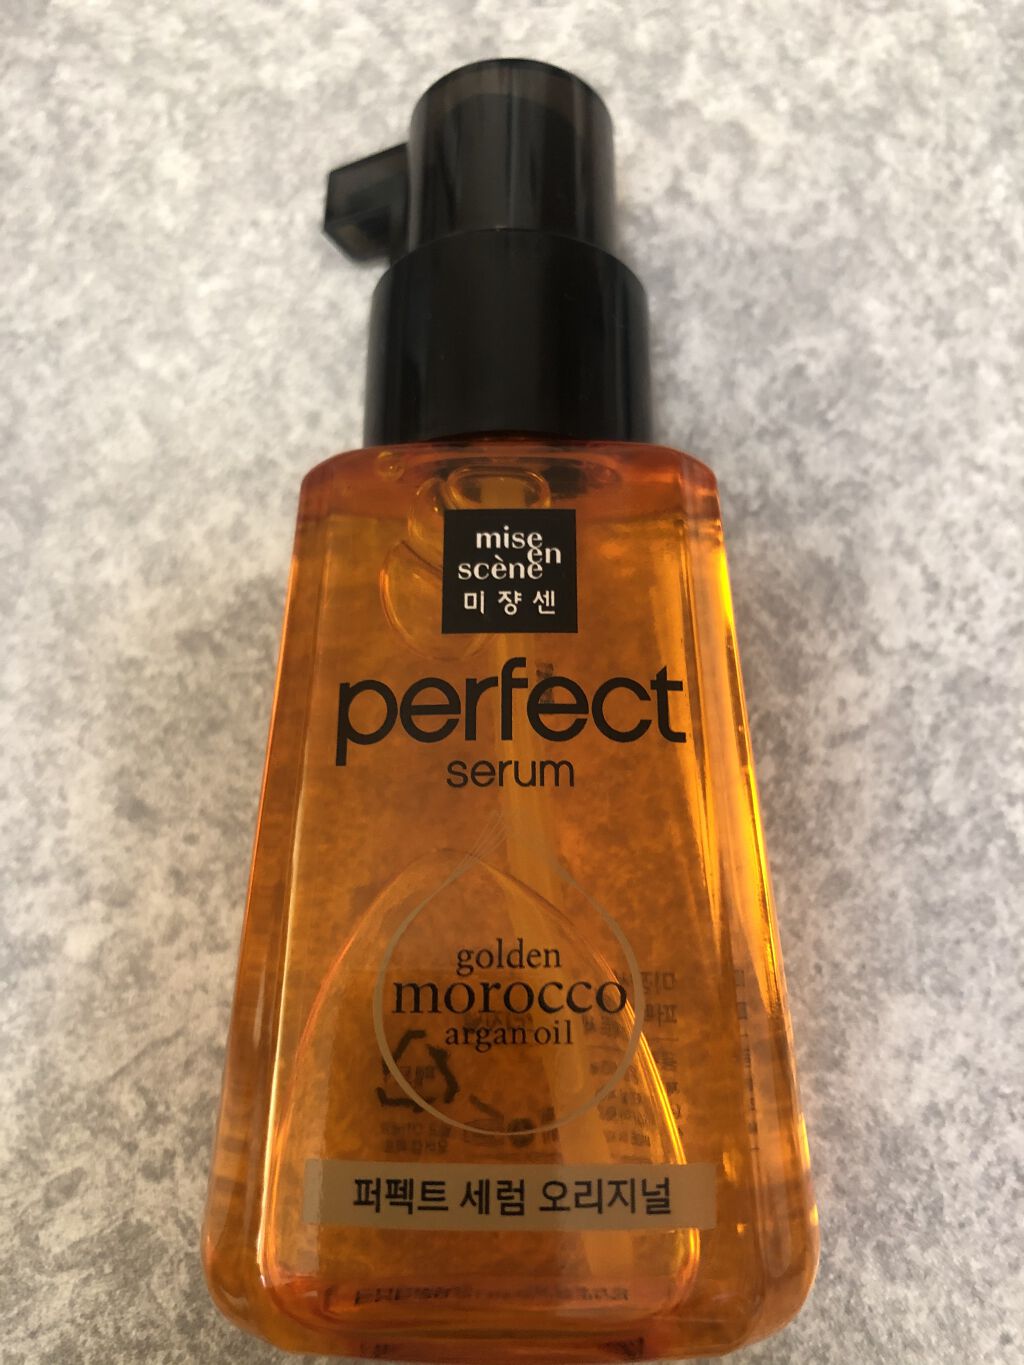 mise
en
scène
미쟝센
perfect
serum
golden
morocco
argan oil
퍼펙트 세럼 오리지널